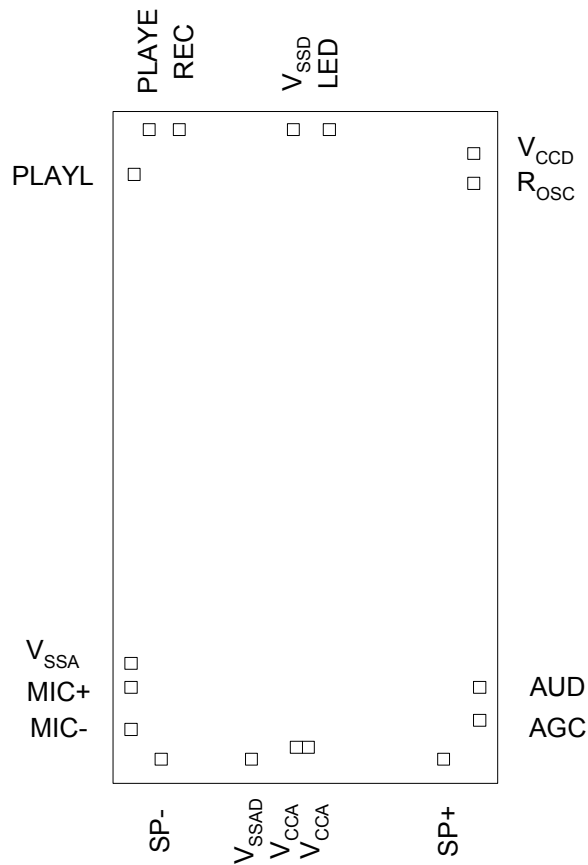 PLAYE
REC
VSSD
LED
PLAYL
VCCD
ROSC
VSSA
MIC+
MIC-
AUD
AGC
SP-
VSSAD
VCCA
VCCA
SP+